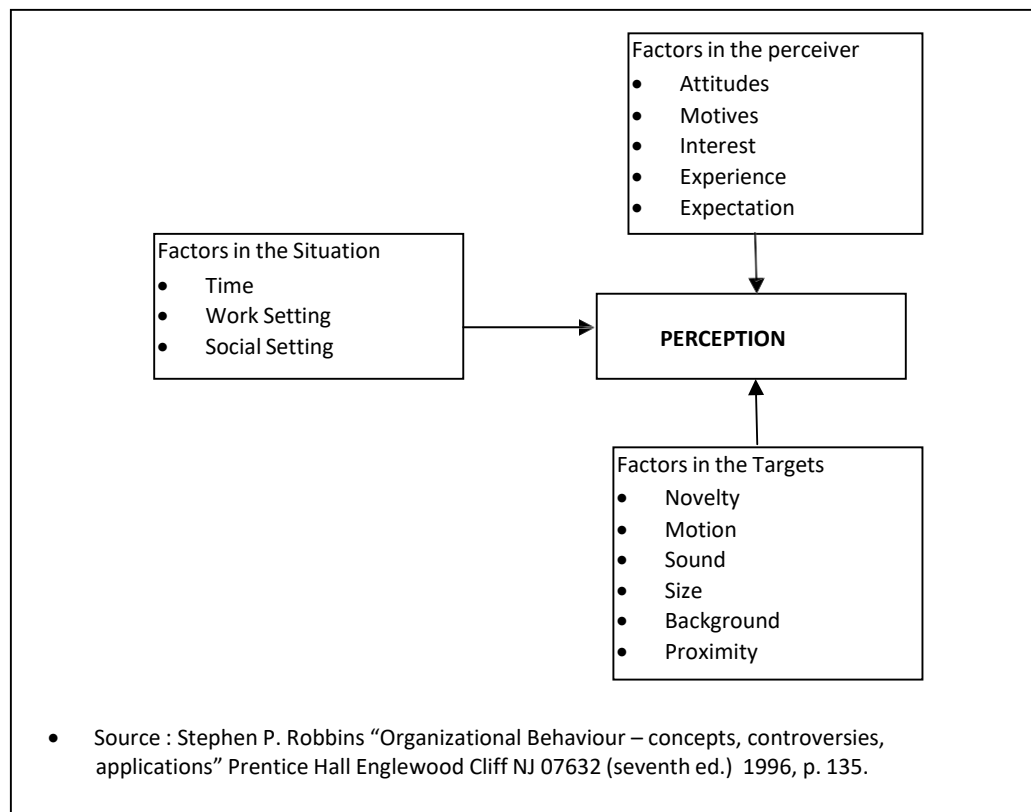 Factors in the perceiver
• Attitudes
• Motives
• Interest
• Experience
• Expectation
Factors in the Situation
• Time
• Work Setting
• Social Setting
PERCEPTION
Factors in the Targets
• Novelty
• Motion
• Sound
• Size
• Background
• Proximity
• Source : Stephen P. Robbins “Organizational Behaviour – concepts, controversies,
applications” Prentice Hall Englewood Cliff NJ 07632 (seventh ed.) 1996, p. 135.